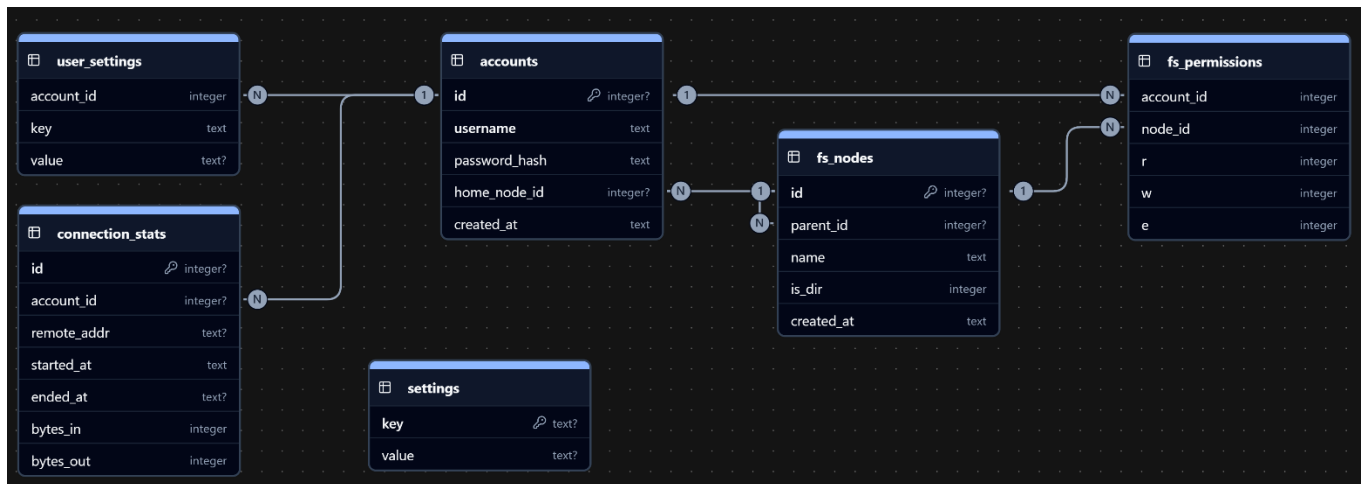 user_settings
account_id integer N
key text
value text?
connection_stats
id integer?
account_id integer? N
remote_addr text?
started_at text
ended_at text?
bytes_in integer
bytes_out integer
accounts
1 id integer? 1
username text
password_hash text
home_node_id integer? N
created_at text
settings
key text?
value text?
fs_nodes
1 id integer? 1
N parent_id integer?
name text
is_dir integer
created_at text
fs_permissions
N account_id integer
N node_id integer
r integer
w integer
e integer